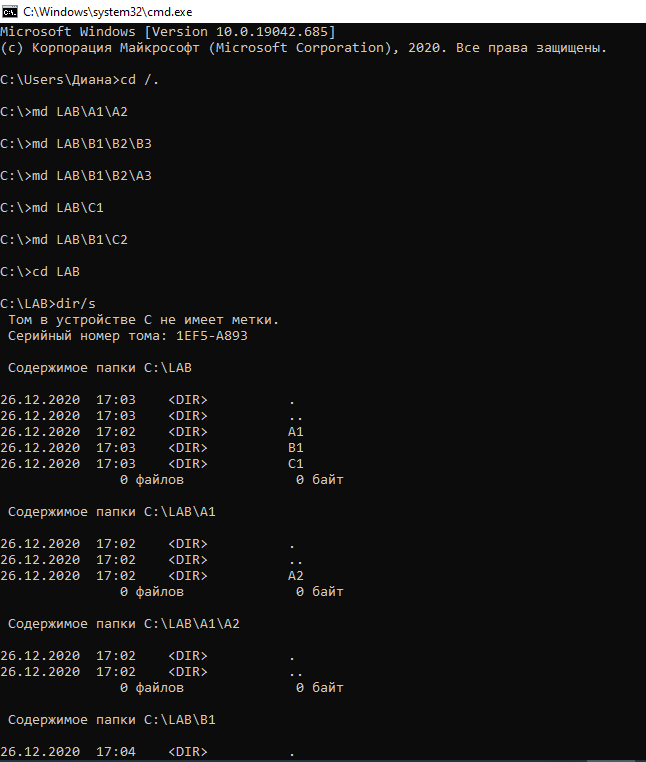 C:\Windows\system32\cmd.exe
Microsoft Windows [Version 10.0.19042.685]
(c) Корпорация Майкрософт (Microsoft Corporation), 2020. Все права защищены.
C:\Users\Диана>cd /.
C:\>md LAB\A1\A2
C:\>md LAB\B1\B2\B3
C:\>md LAB\B1\B2\A3
C:\>md LAB\C1
C:\>md LAB\B1\C2
C:\>cd LAB
C:\LAB>dir/s
Том в устройстве C не имеет метки.
Серийный номер тома: 1EF5-A893
Содержимое папки C:\LAB
26.12.2020  17:03    <DIR>          .
26.12.2020  17:03    <DIR>          ..
26.12.2020  17:02    <DIR>          A1
26.12.2020  17:03    <DIR>          B1
26.12.2020  17:03    <DIR>          C1
0 файлов              0 байт
Содержимое папки C:\LAB\A1
26.12.2020  17:02    <DIR>          .
26.12.2020  17:02    <DIR>          ..
26.12.2020  17:02    <DIR>          A2
0 файлов              0 байт
Содержимое папки C:\LAB\A1\A2
26.12.2020  17:02    <DIR>          .
26.12.2020  17:02    <DIR>          ..
0 файлов              0 байт
Содержимое папки C:\LAB\B1
26.12.2020  17:04    <DIR>          .